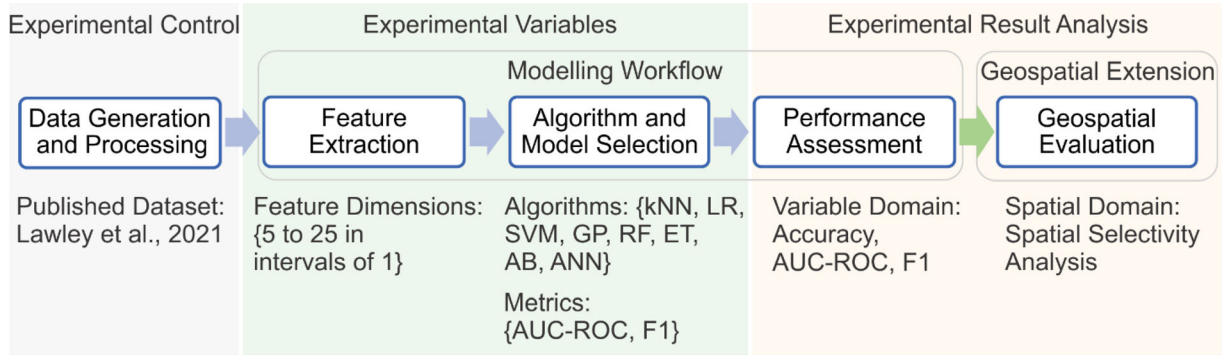 Experimental Control
Experimental Variables
Experimental Result Analysis
Modelling Workflow
Geospatial Extension
Data Generation
and Processing
Feature
Extraction
Algorithm and
Model Selection
Performance
Assessment
Geospatial
Evaluation
Published Dataset:
Lawley et al., 2021
Feature Dimensions:
{5 to 25 in
intervals of 1}
Algorithms: {kNN, LR,
SVM, GP, RF, ET,
AB, ANN}
Metrics:
{AUC-ROC, F1}
Variable Domain:
Accuracy,
AUC-ROC, F1
Spatial Domain:
Spatial Selectivity
Analysis